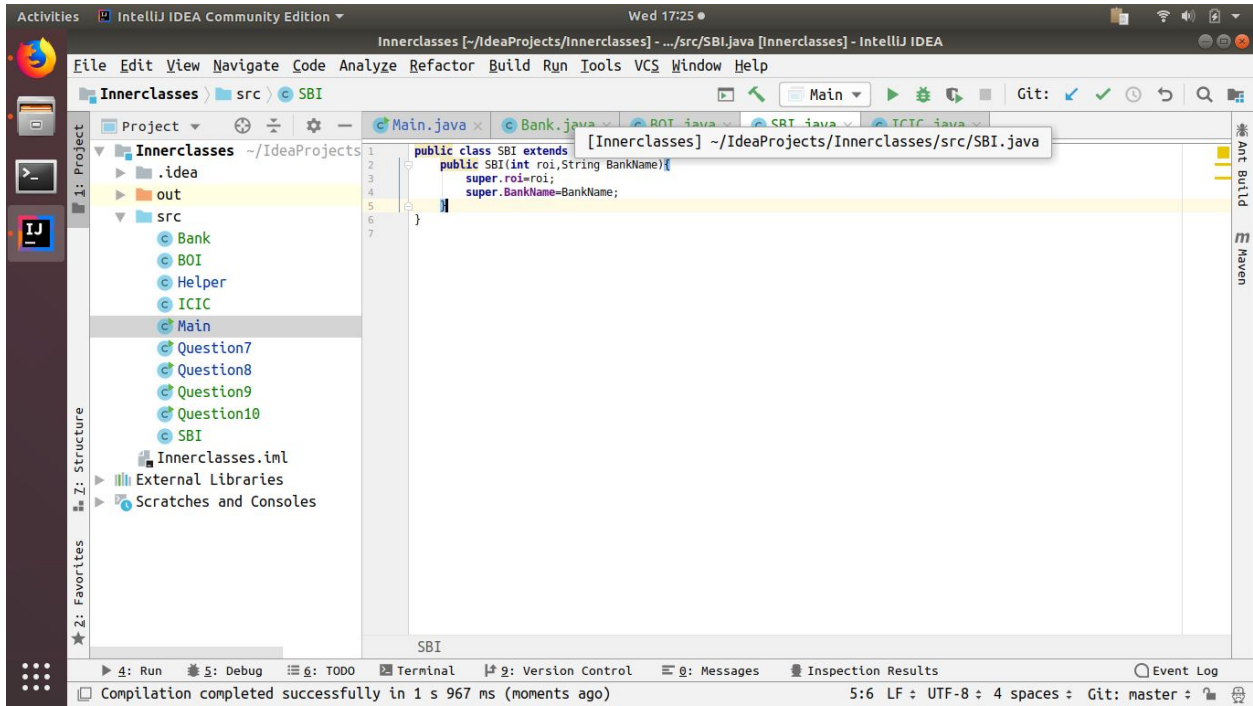 Activities IntelliJ IDEA Community Edition Wed 17:25
Innerclasses [~/IdeaProjects/Innerclasses] - .../src/SBI.java [Innerclasses] - IntelliJ IDEA
File Edit View Navigate Code Analyze Refactor Build Run Tools VCS Window Help
Innerclasses src SBI Main Git:
Project Main.java Bank.java BOI.java SBI.java ICIC.java
[Innerclasses] ~/IdeaProjects/Innerclasses/src/SBI.java
Innerclasses ~/IdeaProjects
.idea
out
src
Bank
BOI
Helper
ICIC
Main
Question7
Question8
Question9
Question10
SBI
Innerclasses.iml
External Libraries
Scratches and Consoles
1 public class SBI extends
2 public SBI(int roi,String BankName){
3 super.roi=roi;
4 super.BankName=BankName;
5 }
6 }
7
SBI
1: Project
Z: Structure
2: Favorites
Ant Build
m Maven
4: Run 5: Debug 6: TODO Terminal 9: Version Control 0: Messages Inspection Results Event Log
Compilation completed successfully in 1 s 967 ms (moments ago) 5:6 LF UTF-8 4 spaces Git: master
IJ